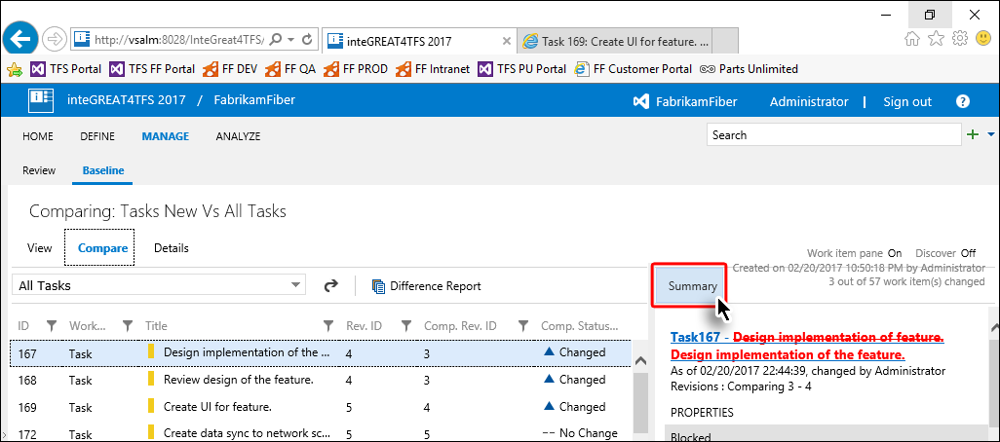 http://vsalm:8028/InteGreat4TFS/
inteGREAT4TFS 2017
Task 169: Create UI for feature. ...
TFS Portal
TFS FF Portal
FF DEV
FF QA
FF PROD
FF Intranet
TFS PU Portal
FF Customer Portal
Parts Unlimited
inteGREAT4TFS 2017 / FabrikamFiber
FabrikamFiber
Administrator | Sign out
HOME DEFINE MANAGE ANALYZE
Search
Review Baseline
Comparing: Tasks New Vs All Tasks
View Compare Details
Work item pane On Discover Off
Created on 02/20/2017 10:50:18 PM by Administrator
3 out of 57 work item(s) changed
All Tasks
Difference Report
Summary
ID Work... Title Rev. ID Comp. Rev. ID Comp. Status...
167 Task Design implementation of the ... 4 3 Changed
168 Task Review design of the feature. 4 3 Changed
169 Task Create UI for feature. 5 4 Changed
172 Task Create data sync to network sc... 5 5 -- No Change
Task167 - Design implementation of feature.
Design implementation of the feature.
As of 02/20/2017 22:44:39, changed by Administrator
Revisions : Comparing 3 - 4
PROPERTIES
Blocked